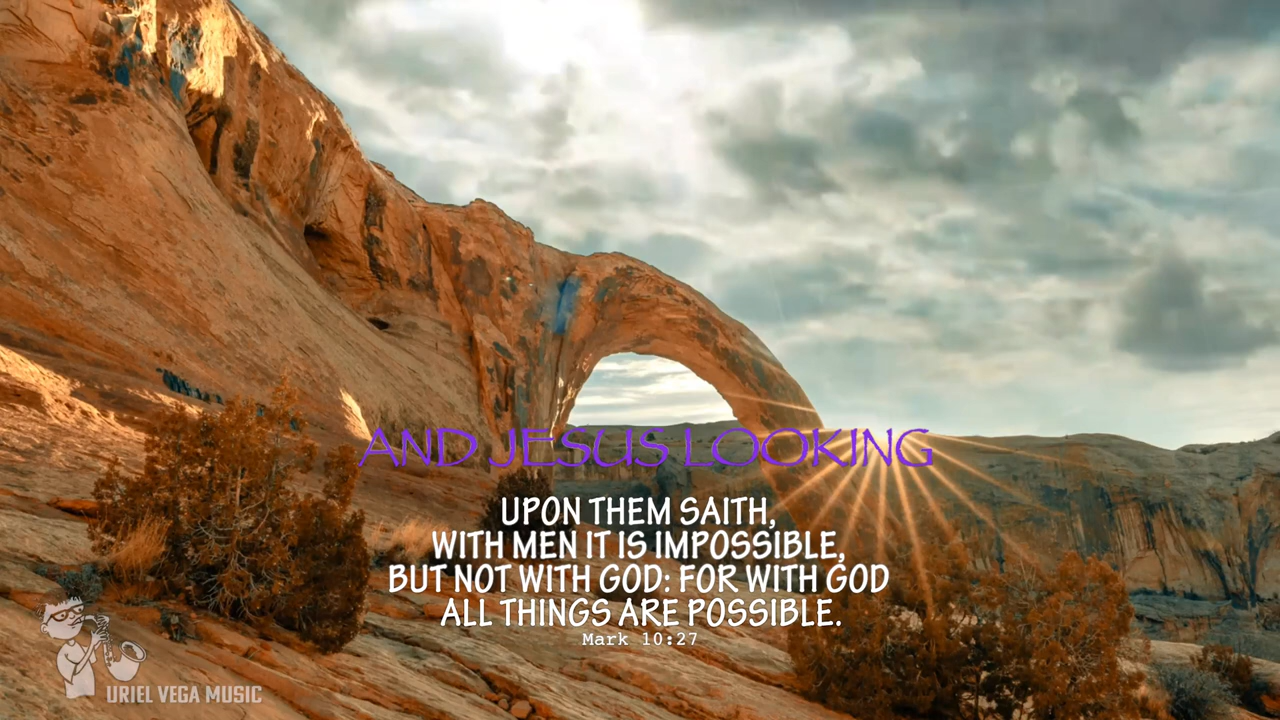 AND JESUS LOOKING
UPON THEM SAITH,
WITH MEN IT IS IMPOSSIBLE,
BUT NOT WITH GOD: FOR WITH GOD
ALL THINGS ARE POSSIBLE.
Mark 10:27
URIEL VEGA MUSIC